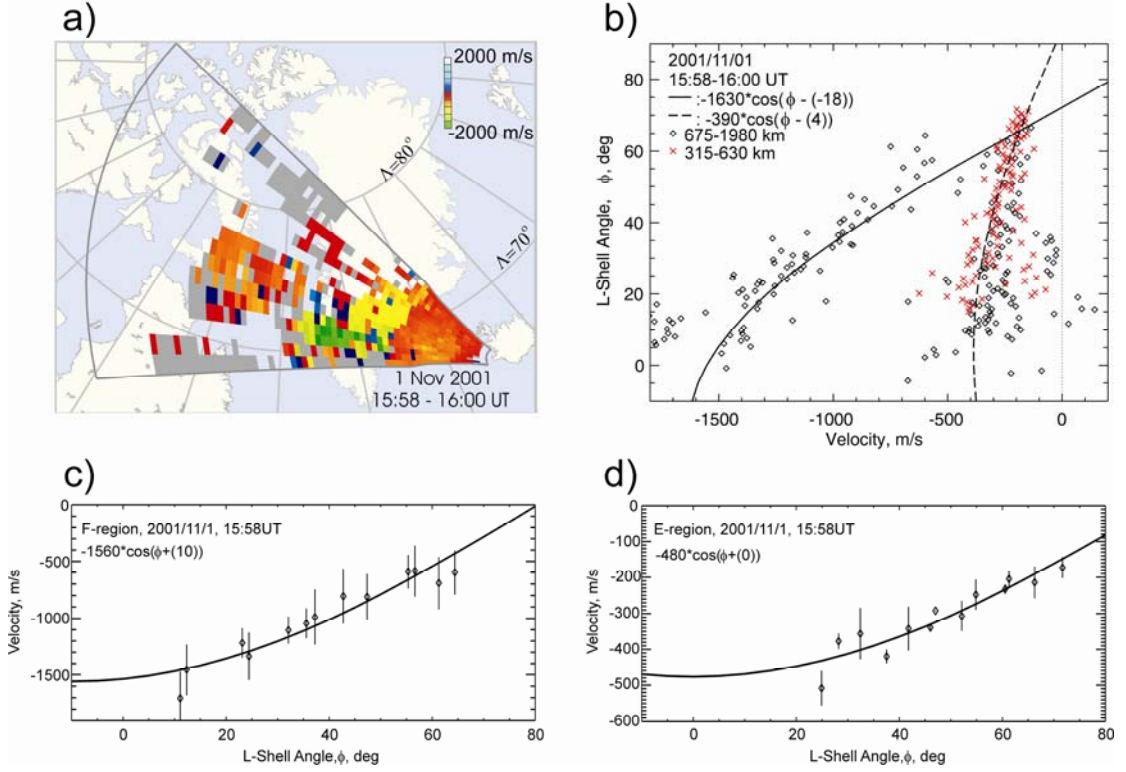 a)
2000 m/s
-2000 m/s
Λ=80°
Λ=70°
1 Nov 2001
15:58 - 16:00 UT
b)
2001/11/01
15:58-16:00 UT
:-1630*cos(ϕ - (-18))
: -390*cos(ϕ - (4))
675-1980 km
315-630 km
80
60
40
20
0
L-Shell Angle, ϕ, deg
-1500
-1000
-500
0
Velocity, m/s
c)
F-region, 2001/11/1, 15:58UT
-1560*cos(ϕ+(10))
0
-500
-1000
-1500
Velocity, m/s
0
20
40
60
80
L-Shell Angle,ϕ, deg
d)
E-region, 2001/11/1, 15:58UT
-480*cos(ϕ+(0))
0
-100
-200
-300
-400
-500
-600
Velocity, m/s
0
20
40
60
80
L-Shell Angle,ϕ, deg